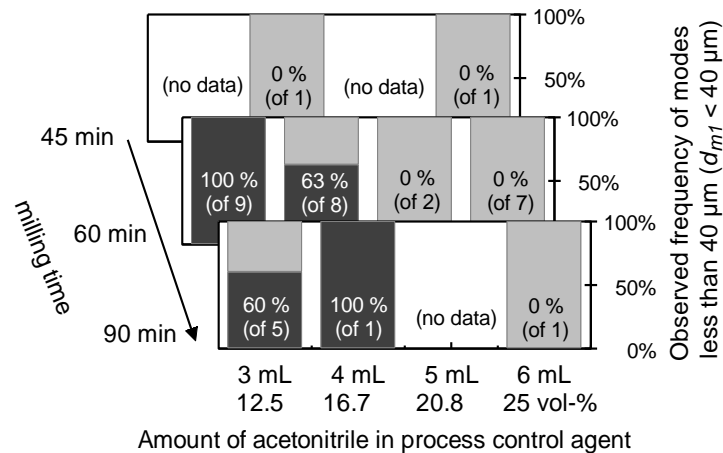 100%
0 %
(of 1)
0 %
(of 1)
(no data)
(no data)
50%
45 min
100%
100 %
(of 9)
63 %
(of 8)
0 %
(of 2)
0 %
(of 7)
50%
60 min
100%
60 %
(of 5)
100 %
(of 1)
(no data)
0 %
(of 1)
50%
90 min
0%
milling time
3 mL 4 mL 5 mL 6 mL
12.5 16.7 20.8 25 vol-%
Amount of acetonitrile in process control agent
Observed frequency of modes
less than 40 μm (dm1 < 40 μm)